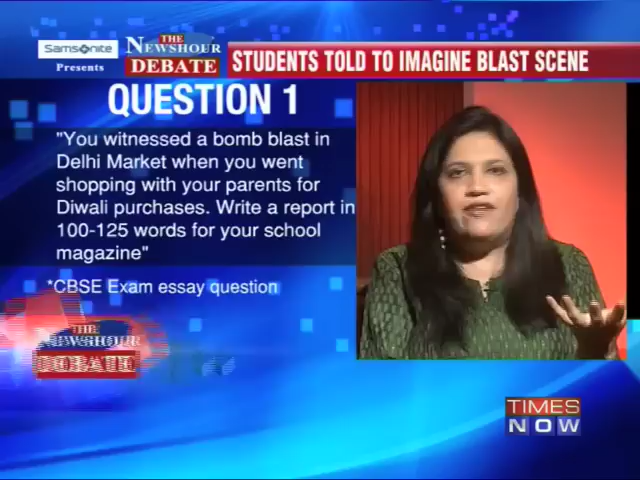 Samsonite
Presents
THE
NEWSHOUR
DEBATE
STUDENTS TOLD TO IMAGINE BLAST SCENE
QUESTION 1
"You witnessed a bomb blast in
Delhi Market when you went
shopping with your parents for
Diwali purchases. Write a report in
100-125 words for your school
magazine"
*CBSE Exam essay question
THE
NEWSHOUR
DEBATE
TIMES
NOW